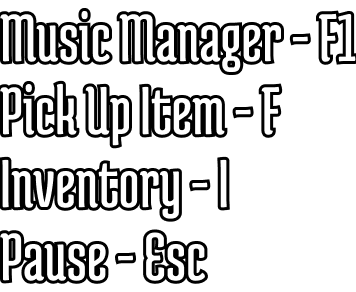 Music Manager - F1
Pick Up Item - F
Inventory - I
Pause - Esc